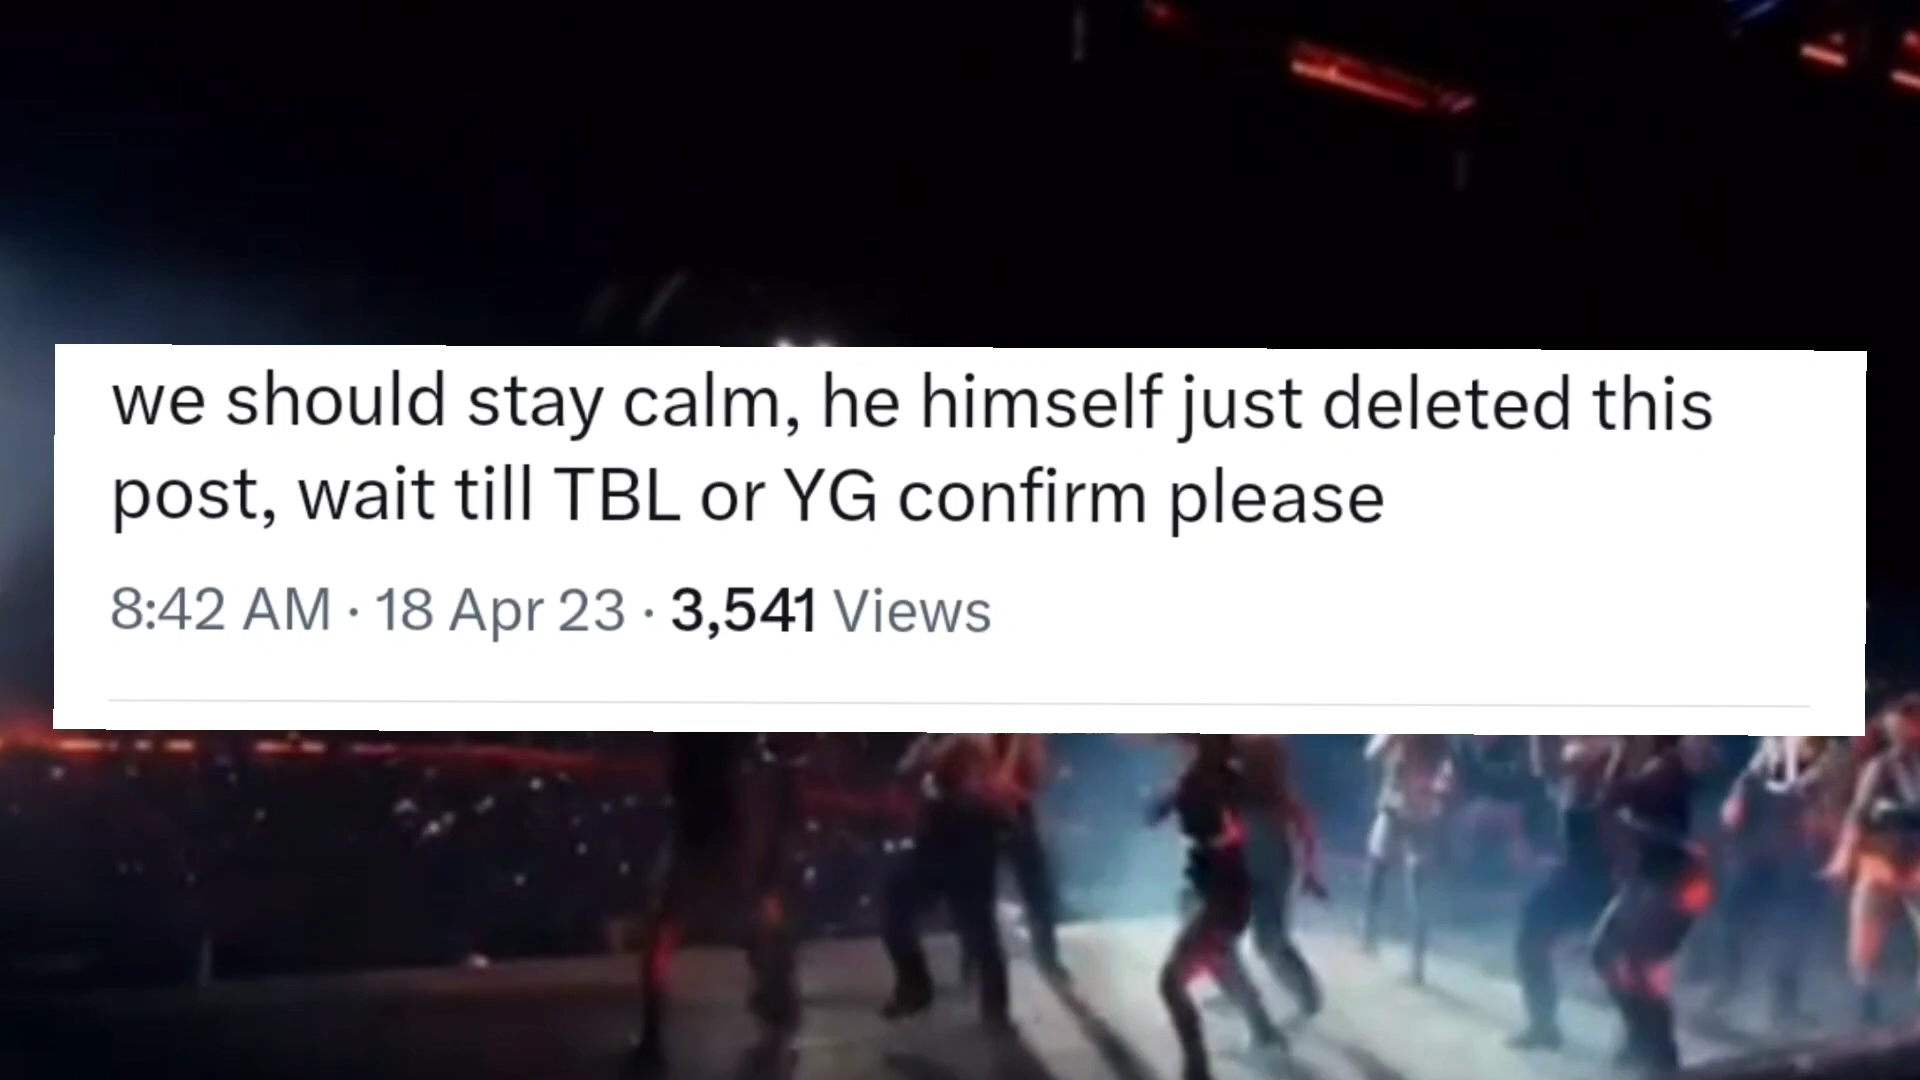 we should stay calm, he himself just deleted this
post, wait till TBL or YG confirm please
8:42 AM · 18 Apr 23 · 3,541 Views